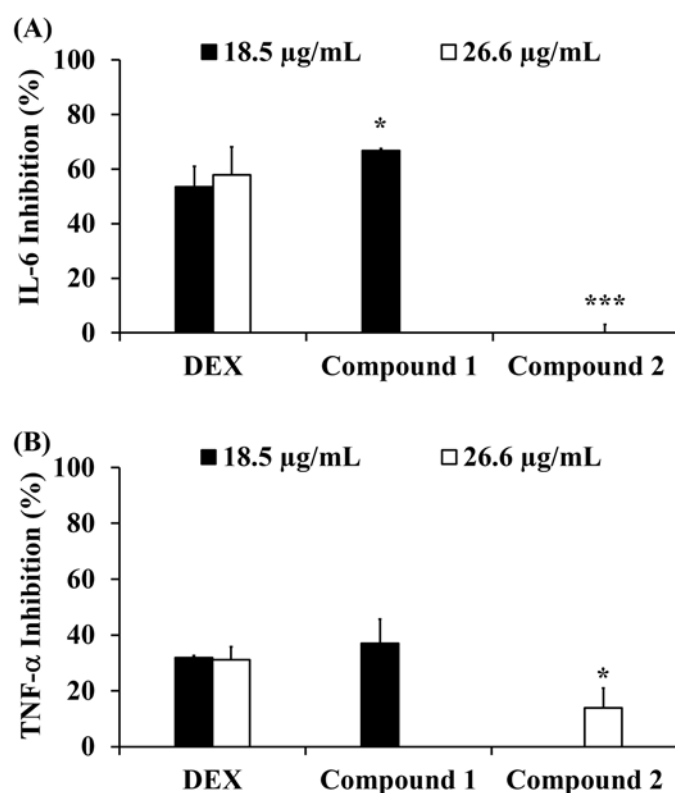 (A)
18.5 µg/mL 26.6 µg/mL
IL-6 Inhibition (%)
100
80
60
40
20
0
*
***
DEX Compound 1 Compound 2
(B)
18.5 µg/mL 26.6 µg/mL
TNF-α Inhibition (%)
100
80
60
40
20
0
*
DEX Compound 1 Compound 2